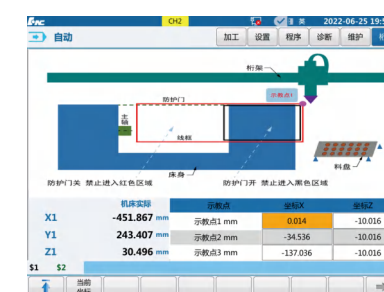 CH2 英 2022-06-25 19:5
自动 加工 设置 程序 诊断 维护
桁架
示教点1
防护门
主轴
线框
床身
料盘
防护门关 禁止进入红色区域 防护门开 禁止进入黑色区域
机床实际 示教点 坐标X 坐标Z
X1 -451.867 mm 示教点1 mm 0.014 -10.016
Y1 243.407 mm 示教点2 mm -34.536 -10.016
Z1 30.496 mm 示教点3 mm -137.036 -10.016
$1 $2
当前